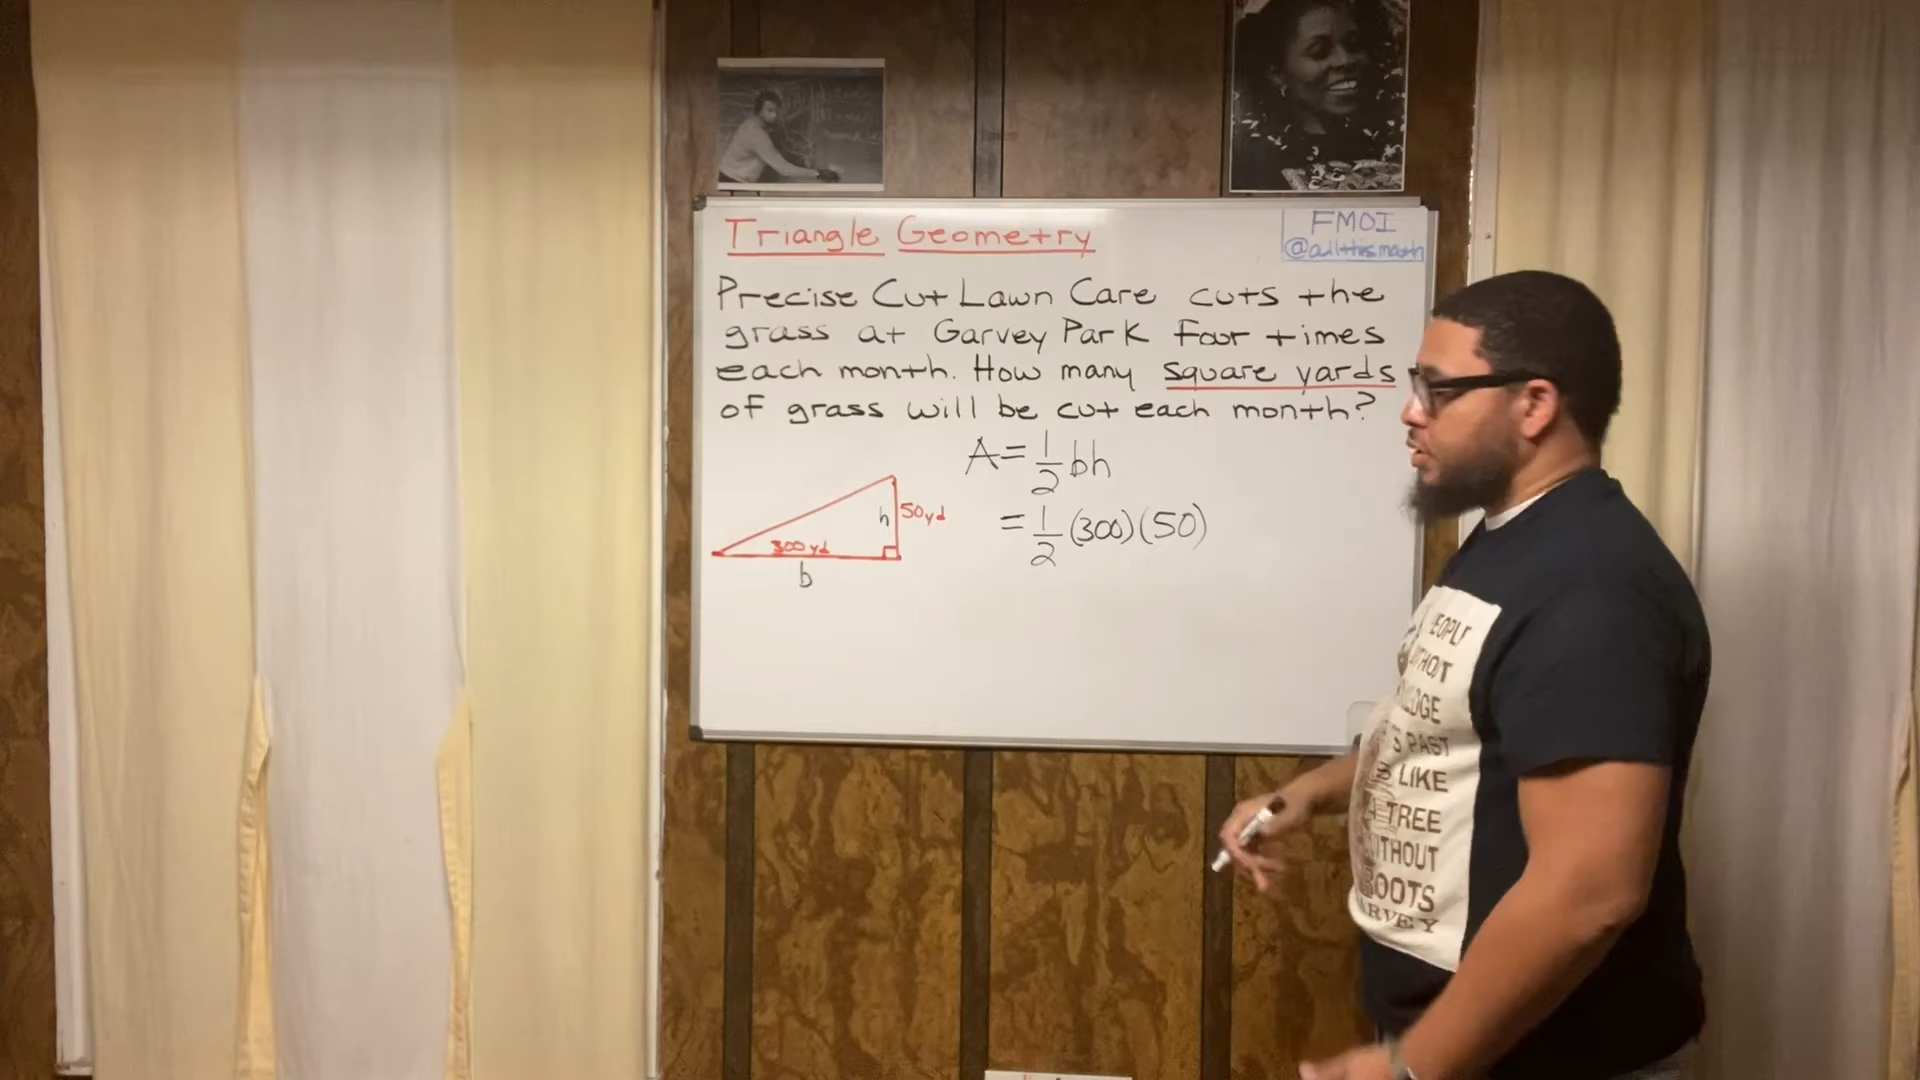 Triangle Geometry
FMOI
@allthismath
Precise Cut Lawn Care cuts the
grass at Garvey Park four times
each month. How many square yards
of grass will be cut each month?
A = 1/2 bh
= 1/2 (300)(50)
h
50yd
300yd
b
LIKE
TREE
ROOTS